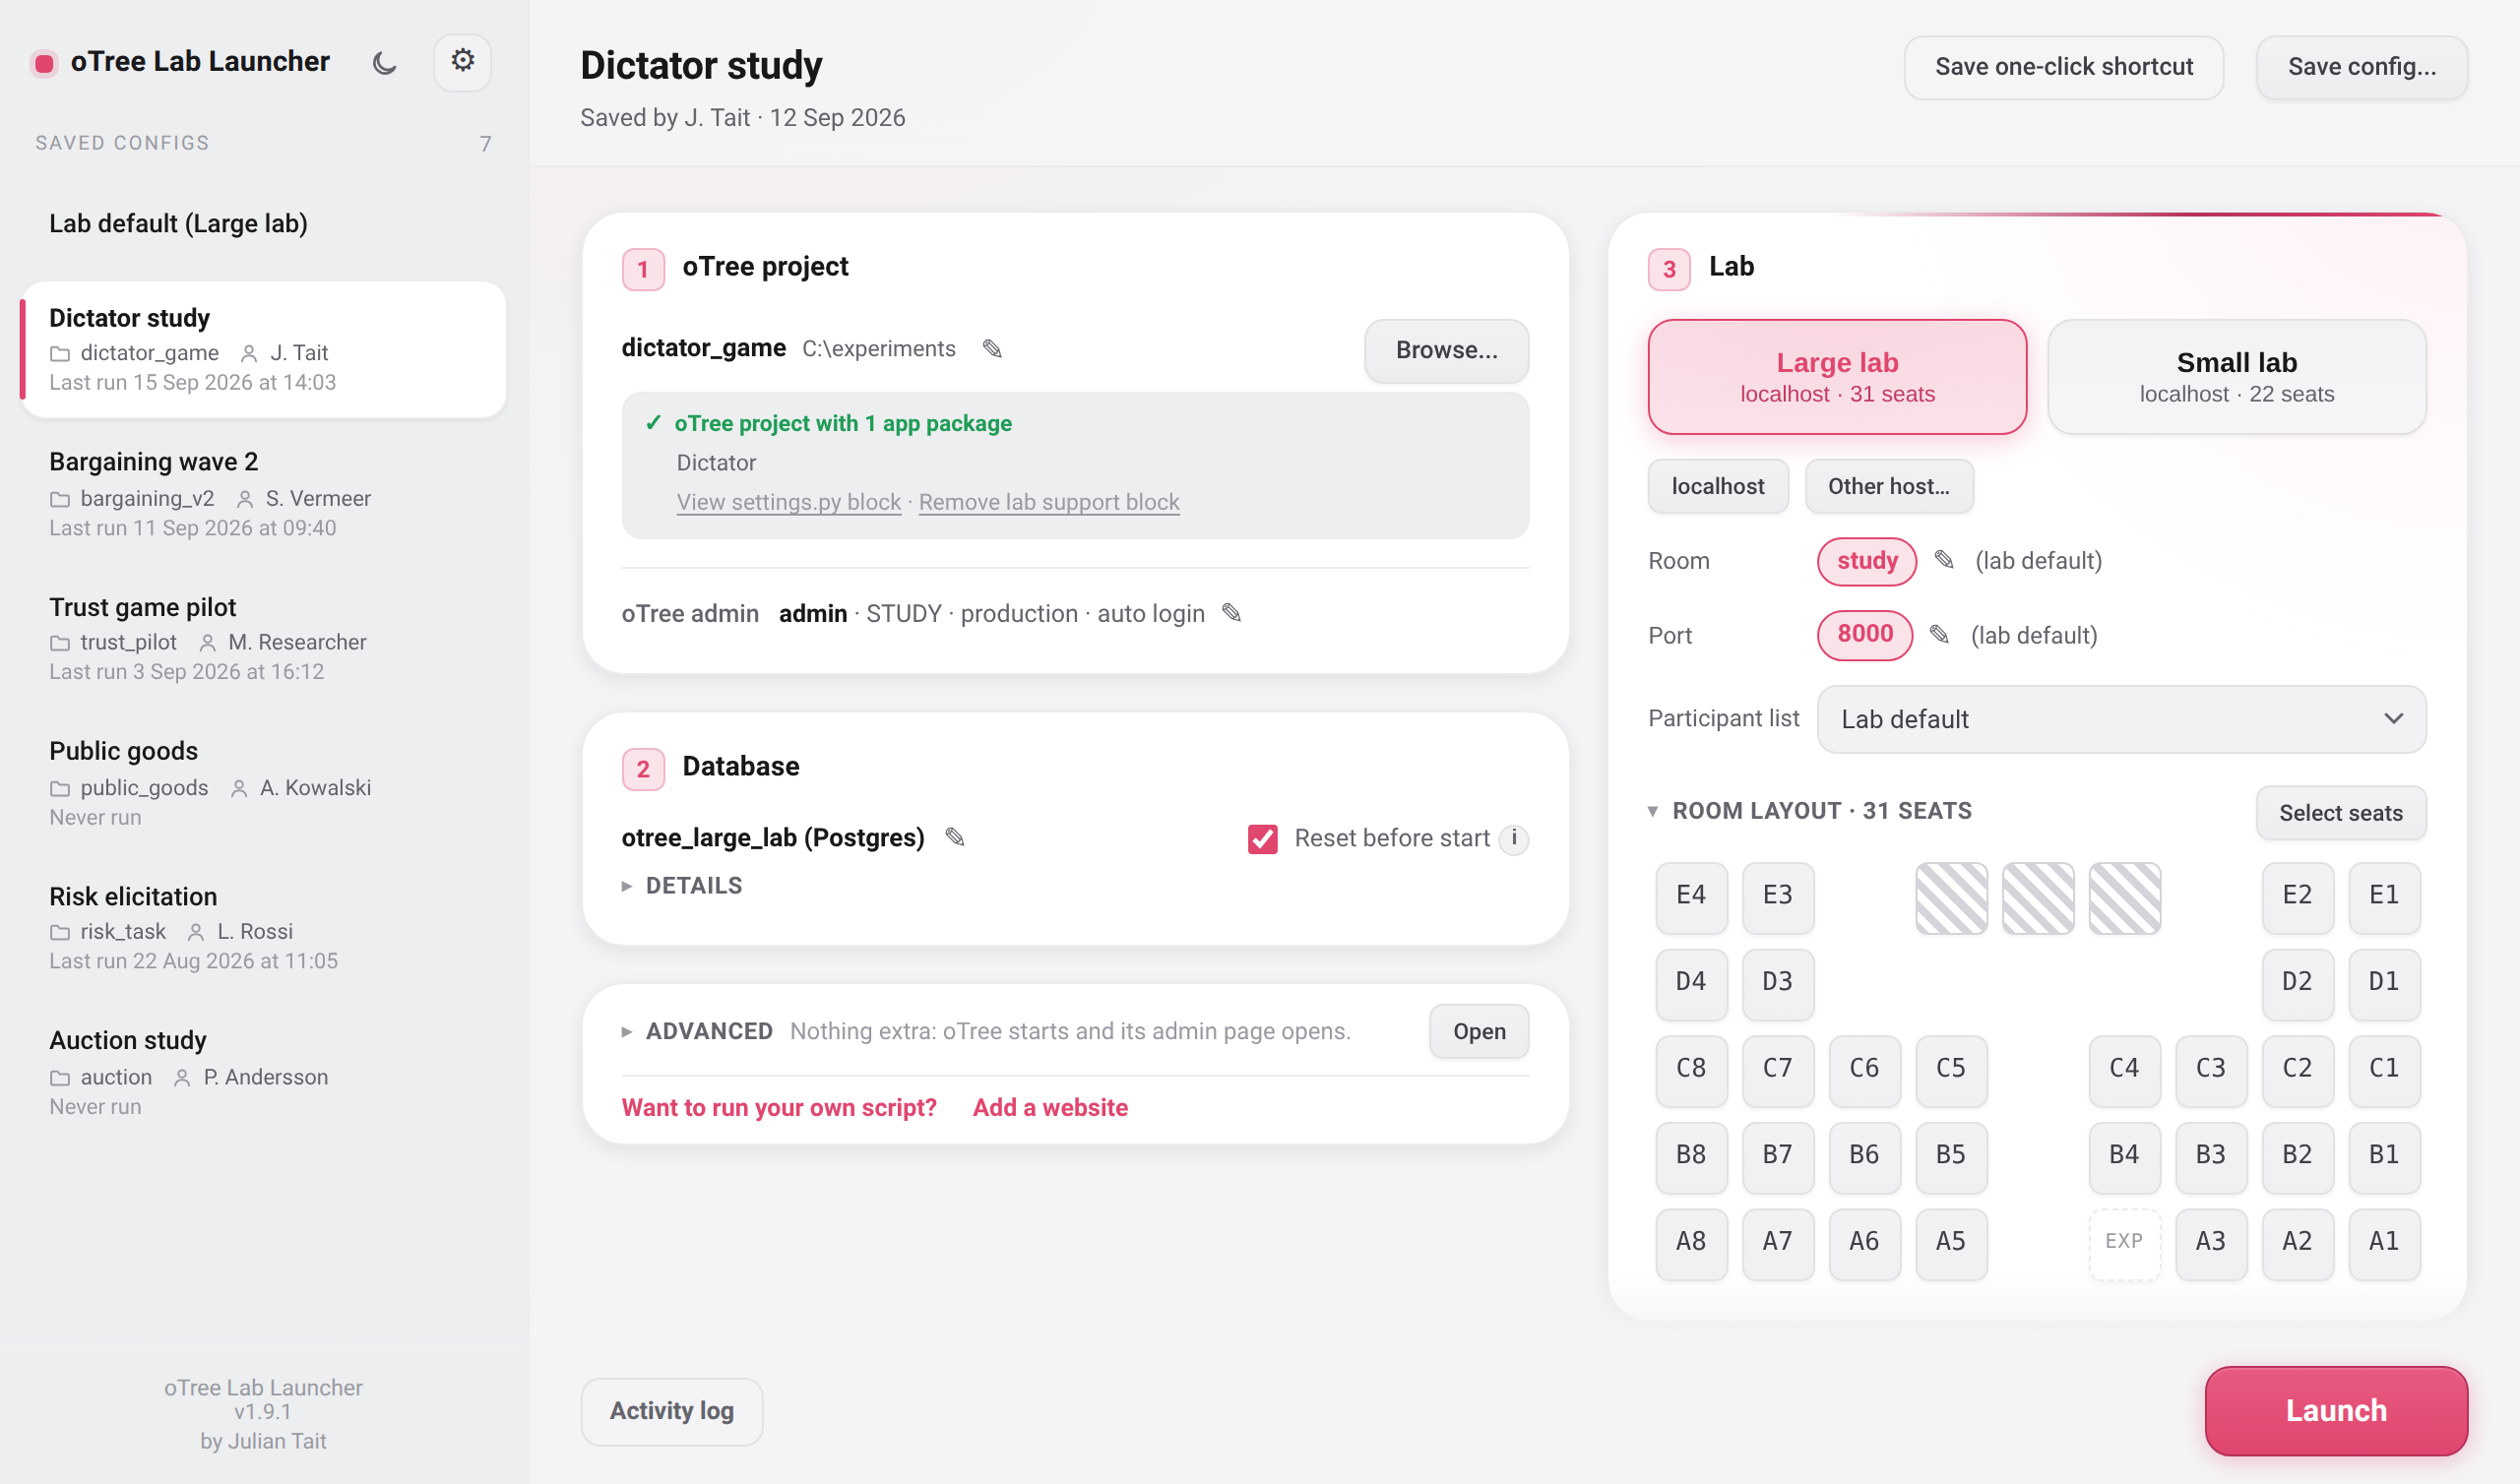 oTree Lab Launcher
SAVED CONFIGS 7
Lab default (Large lab)
Dictator study
dictator_game J. Tait
Last run 15 Sep 2026 at 14:03
Bargaining wave 2
bargaining_v2 S. Vermeer
Last run 11 Sep 2026 at 09:40
Trust game pilot
trust_pilot M. Researcher
Last run 3 Sep 2026 at 16:12
Public goods
public_goods A. Kowalski
Never run
Risk elicitation
risk_task L. Rossi
Last run 22 Aug 2026 at 11:05
Auction study
auction P. Andersson
Never run
oTree Lab Launcher
v1.9.1
by Julian Tait
Dictator study
Saved by J. Tait · 12 Sep 2026
Save one-click shortcut
Save config...
1 oTree project
dictator_game C:\experiments ✎ Browse...
✓ oTree project with 1 app package
Dictator
View settings.py block · Remove lab support block
oTree admin admin · STUDY · production · auto login ✎
2 Database
otree_large_lab (Postgres) ✎ Reset before start i
▸ DETAILS
▸ ADVANCED Nothing extra: oTree starts and its admin page opens. Open
Want to run your own script? Add a website
3 Lab
Large lab
localhost · 31 seats
Small lab
localhost · 22 seats
localhost Other host...
Room study ✎ (lab default)
Port 8000 ✎ (lab default)
Participant list Lab default
▾ ROOM LAYOUT · 31 SEATS Select seats
E4 E3 E2 E1
D4 D3 D2 D1
C8 C7 C6 C5 C4 C3 C2 C1
B8 B7 B6 B5 B4 B3 B2 B1
A8 A7 A6 A5 EXP A3 A2 A1
Activity log
Launch